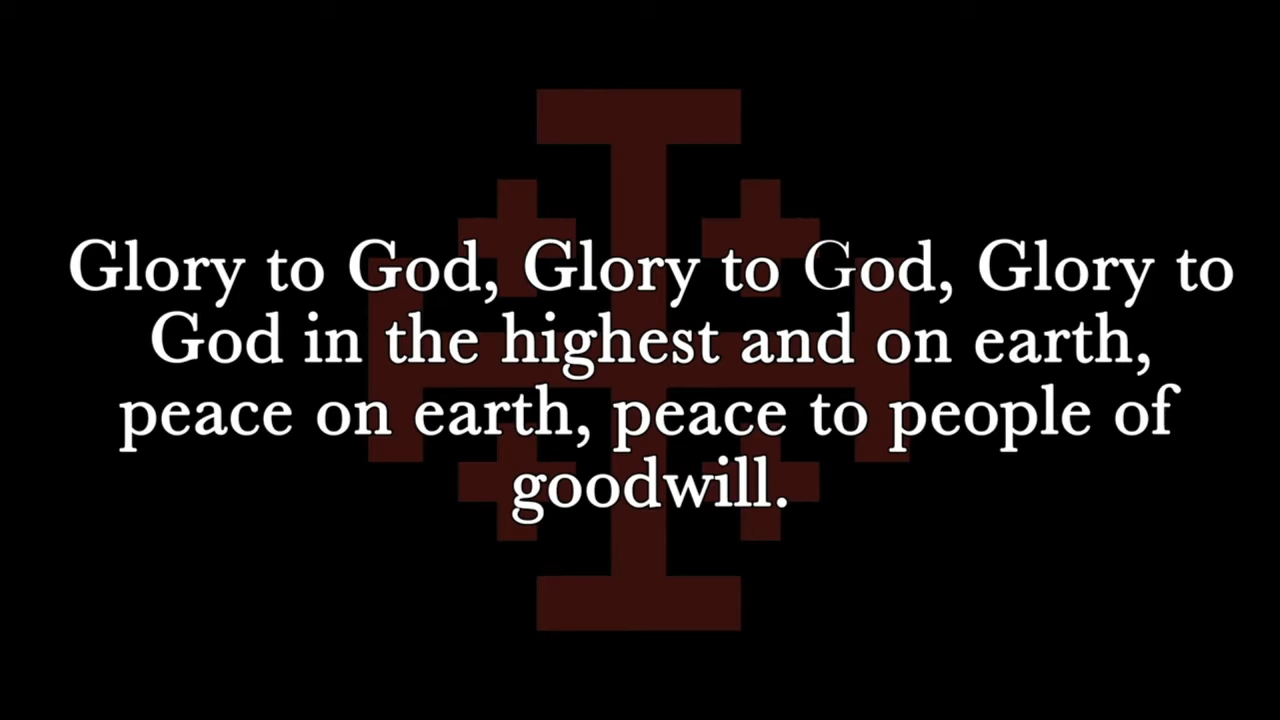 Glory to God, Glory to God, Glory to
God in the highest and on earth,
peace on earth, peace to people of
goodwill.